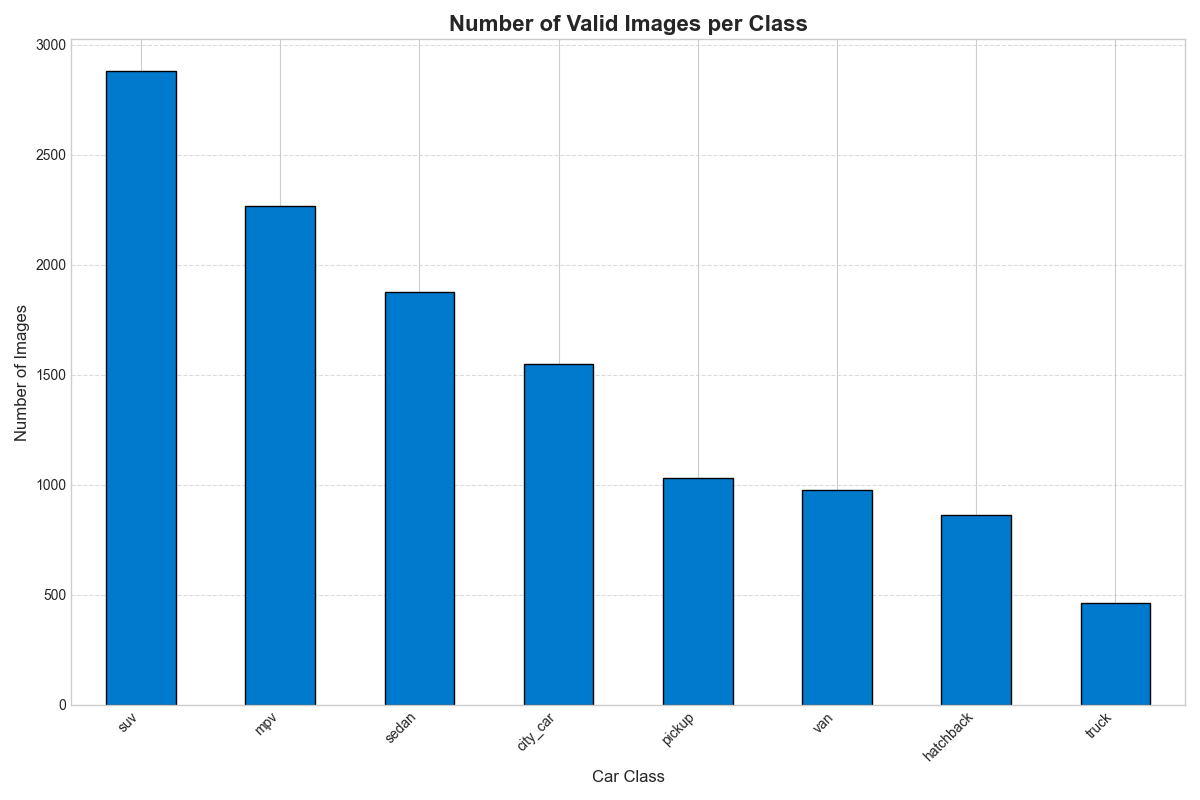 Number of Valid Images per Class
3000
2500
2000
1500
1000
500
0
Number of Images
suv
mpv
sedan
city_car
pickup
van
hatchback
truck
Car Class